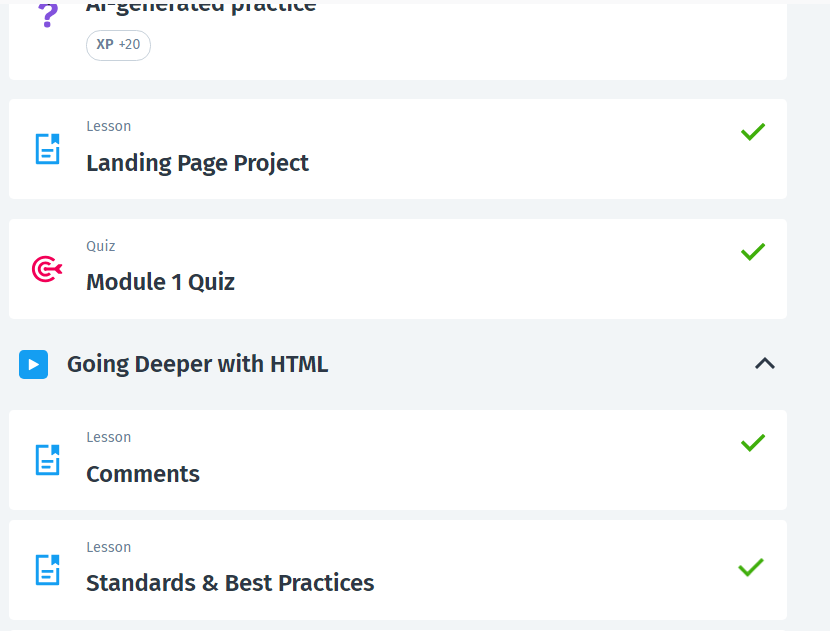 AI-generated practice
XP +20
Lesson
Landing Page Project
Quiz
Module 1 Quiz
Going Deeper with HTML
Lesson
Comments
Lesson
Standards & Best Practices